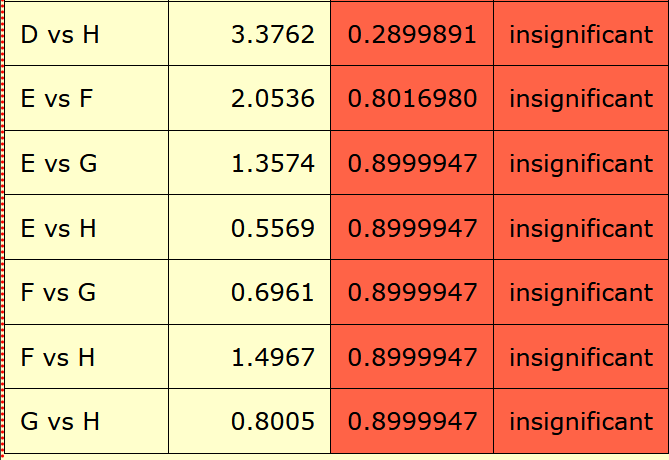 D vs H 3.3762 0.2899891 insignificant
E vs F 2.0536 0.8016980 insignificant
E vs G 1.3574 0.8999947 insignificant
E vs H 0.5569 0.8999947 insignificant
F vs G 0.6961 0.8999947 insignificant
F vs H 1.4967 0.8999947 insignificant
G vs H 0.8005 0.8999947 insignificant